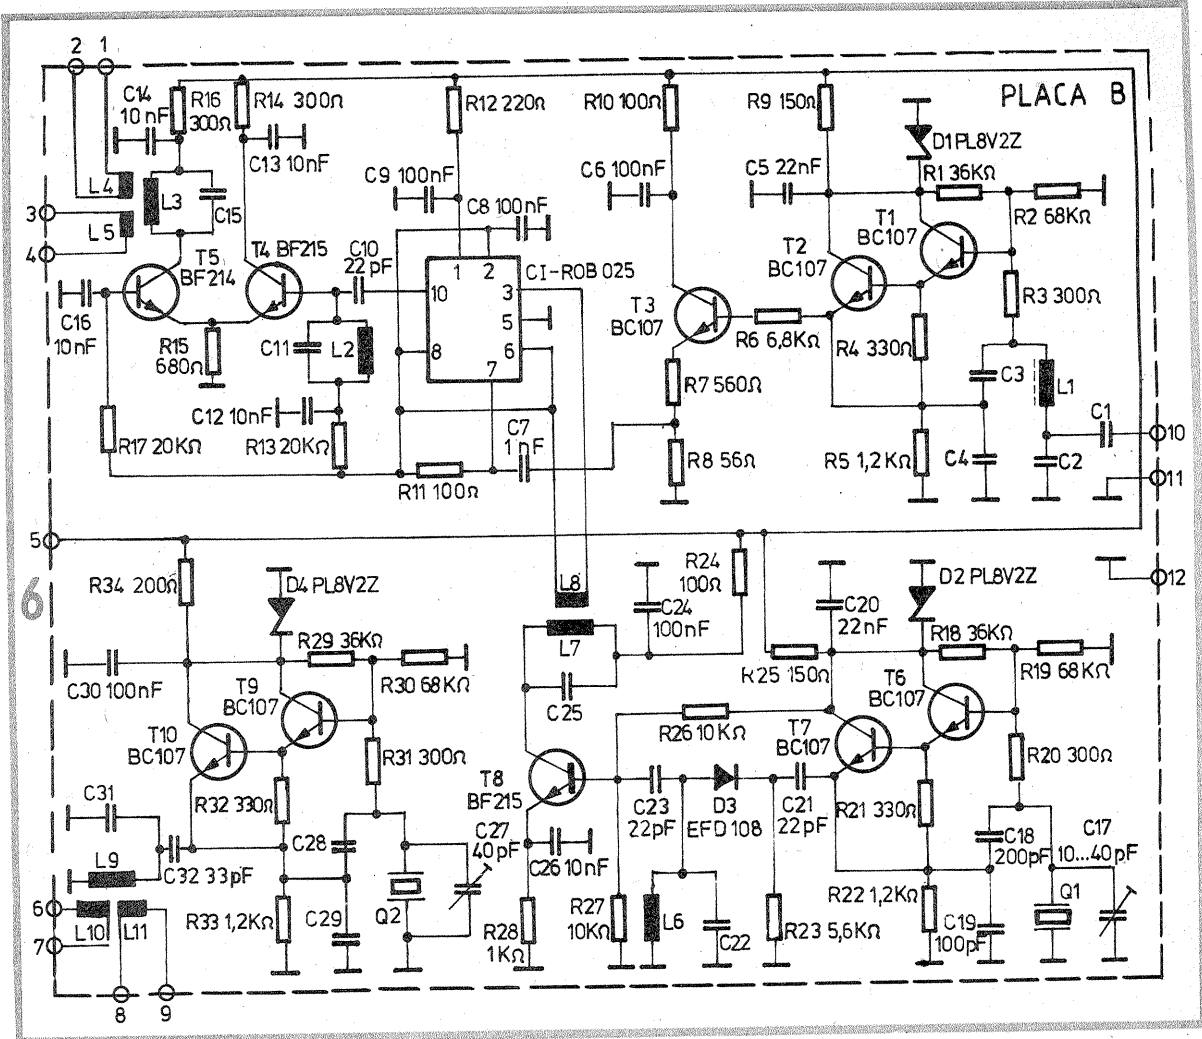 2 1
PLACA B
C14
10 nF
R16
300Ω
R14 300Ω
R12 220Ω
R10 100Ω
R9 150Ω
D1 PL8V2Z
C13 10nF
C9 100nF
C6 100nF
C5 22nF
R1 36KΩ
R2 68KΩ
L4
L3
C15
C8 100nF
3
L5
4
T5
BF214
T4 BF215
C10
22 pF
1
2
CI-ROB 025
T1
BC107
T2
BC107
10
3
5
6
8
7
T3
BC107
R3 300Ω
C16
10nF
R15
680Ω
C11
L2
R6 6,8KΩ
R4 330Ω
C3
L1
R7 560Ω
C12 10nF
R17 20KΩ
R13 20KΩ
C7
1 nF
C1
10
R8 56Ω
R5 1,2KΩ
C4
C2
R11 100Ω
11
5
6
R34 200Ω
D4 PL8V2Z
L8
R24
100Ω
C24
100nF
C20
22nF
D2 PL8V2Z
12
R29 36KΩ
L7
R18 36KΩ
C30 100nF
R30 68KΩ
R25 150Ω
R19 68KΩ
T9
BC107
C25
T6
BC107
T10
BC107
R26 10KΩ
T7
BC107
R31 300Ω
R20 300Ω
T8
BF215
C31
R32 330Ω
C23
22pF
D3
EFD 108
C21
22pF
R21 330Ω
C27
40pF
C28
C18
200pF
C17
10...40pF
L9
C32 33pF
C26 10nF
Q2
R22 1,2KΩ
Q1
6
L10
L11
R33 1,2KΩ
C29
R28
1KΩ
R27
10KΩ
L6
C22
R23 5,6KΩ
C19
100pF
7
8
9